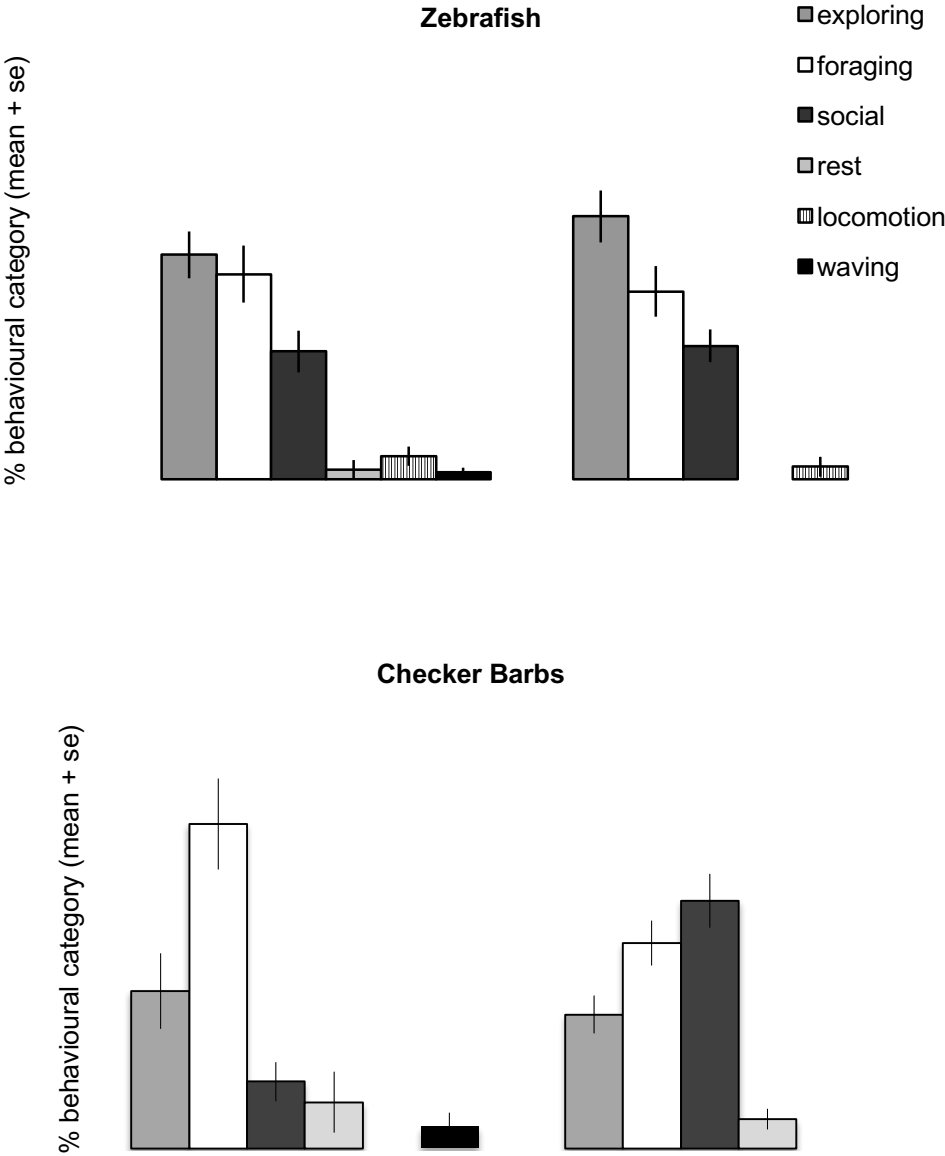 Zebrafish
exploring
foraging
social
rest
locomotion
waving
% behavioural category (mean + se)
Checker Barbs
% behavioural category (mean + se)